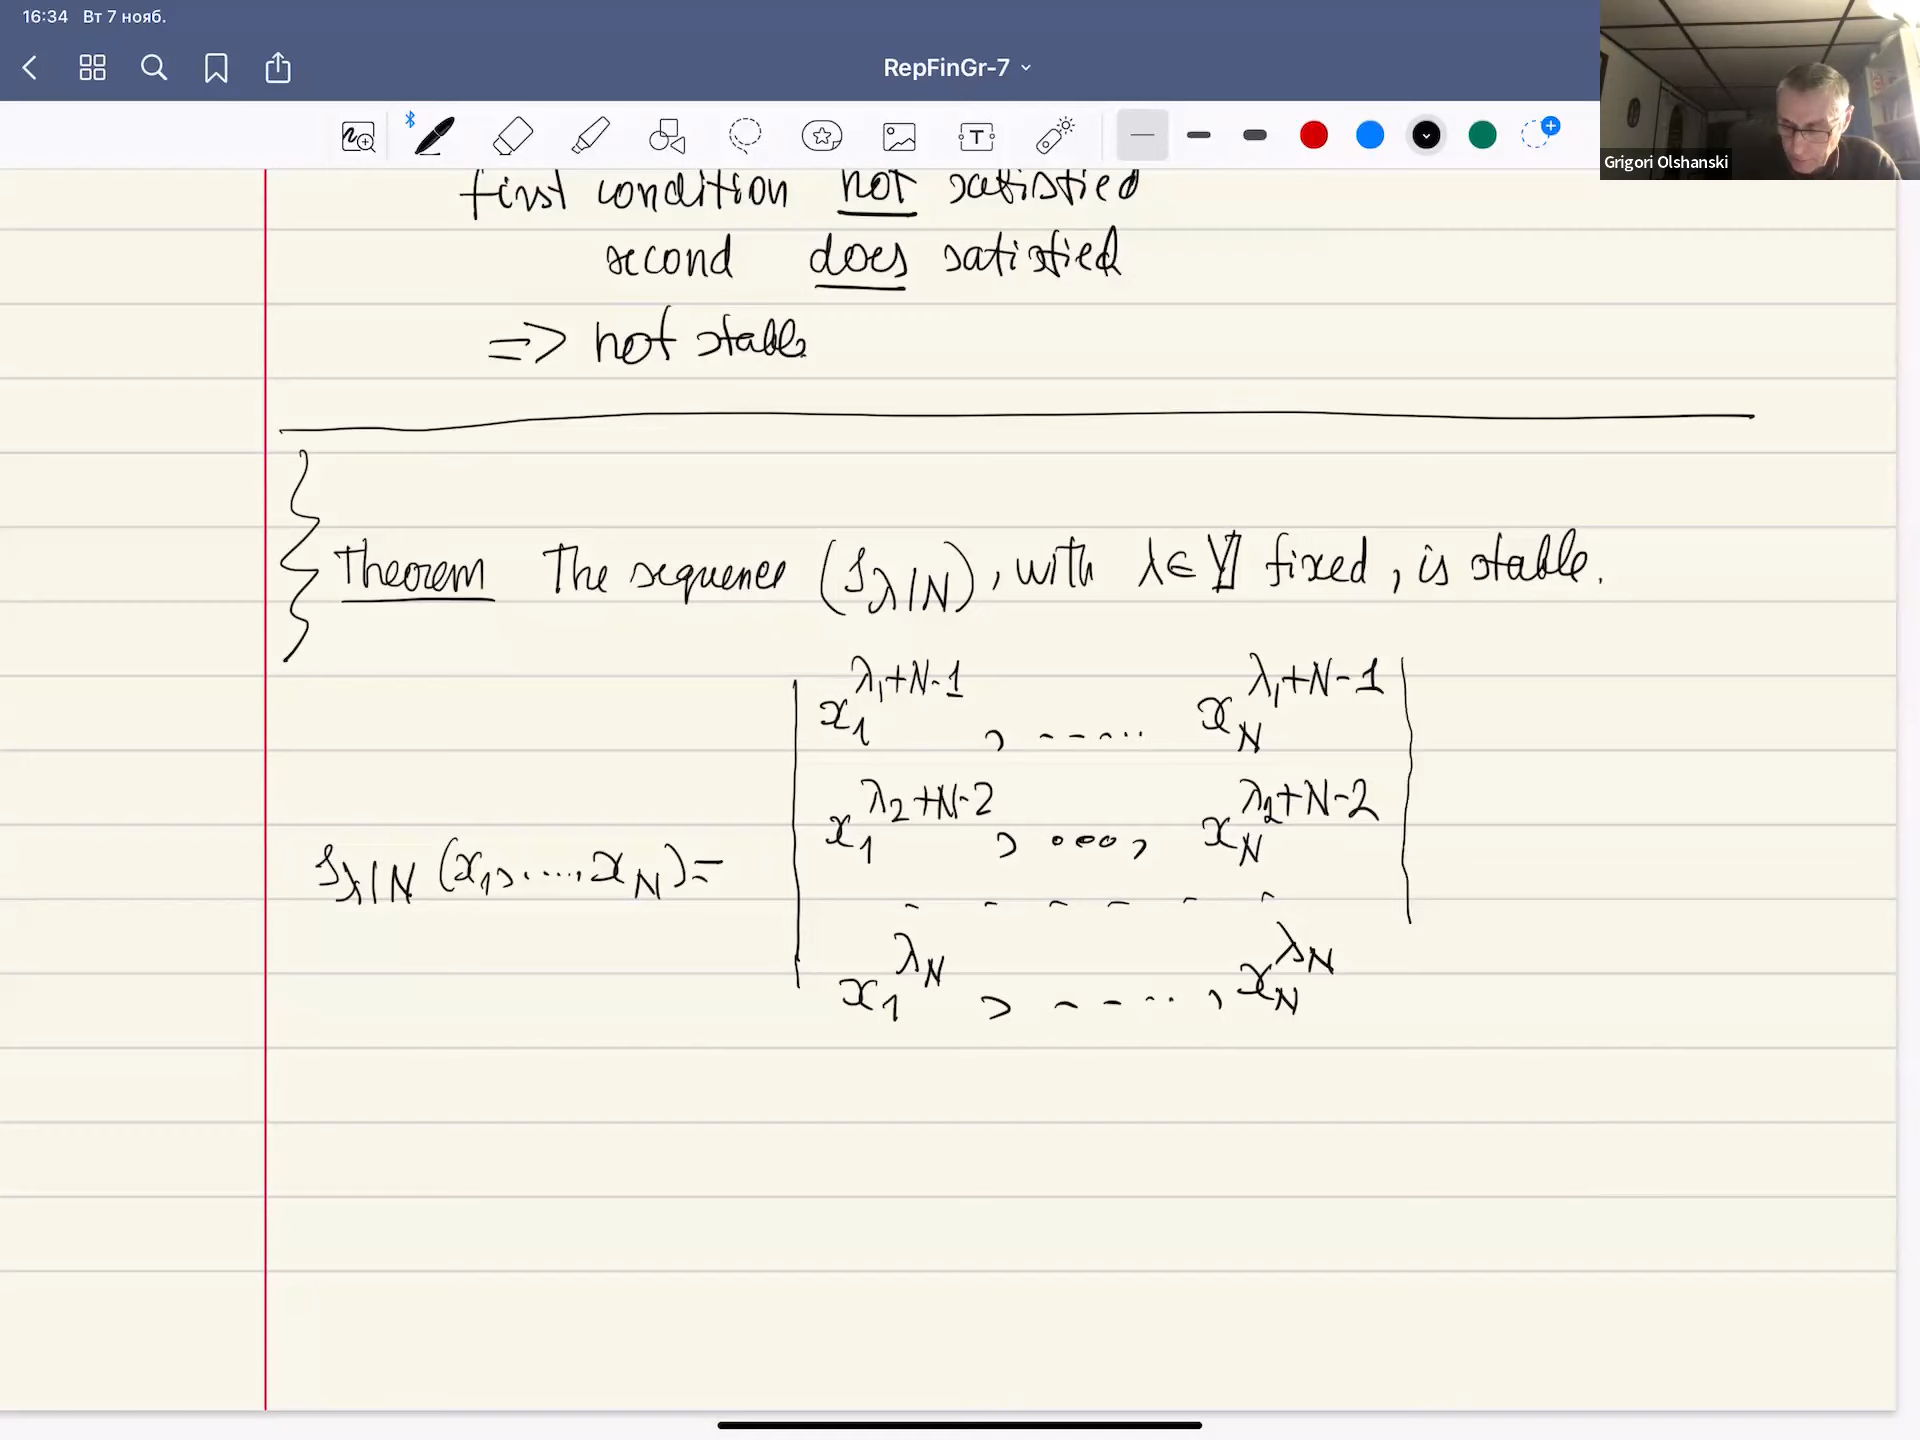 16:34 Вт 7 нояб.
RepFinGr-7
Grigori Olshanski
first condition not satisfied
second does satisfied
=> not stable
Theorem The sequence (s_{λ|N}), with λ∈𝕐 fixed, is stable.
x_1^{λ_1+N-1} , ----·· x_N^{λ_1+N-1}
x_1^{λ_2+N-2} , ...., x_N^{λ_2+N-2}
s_{λ|N} (x_1, ...., x_N) =
- - - - - -
x_1^{λ_N} , - - -··· , x_N^{λ_N}